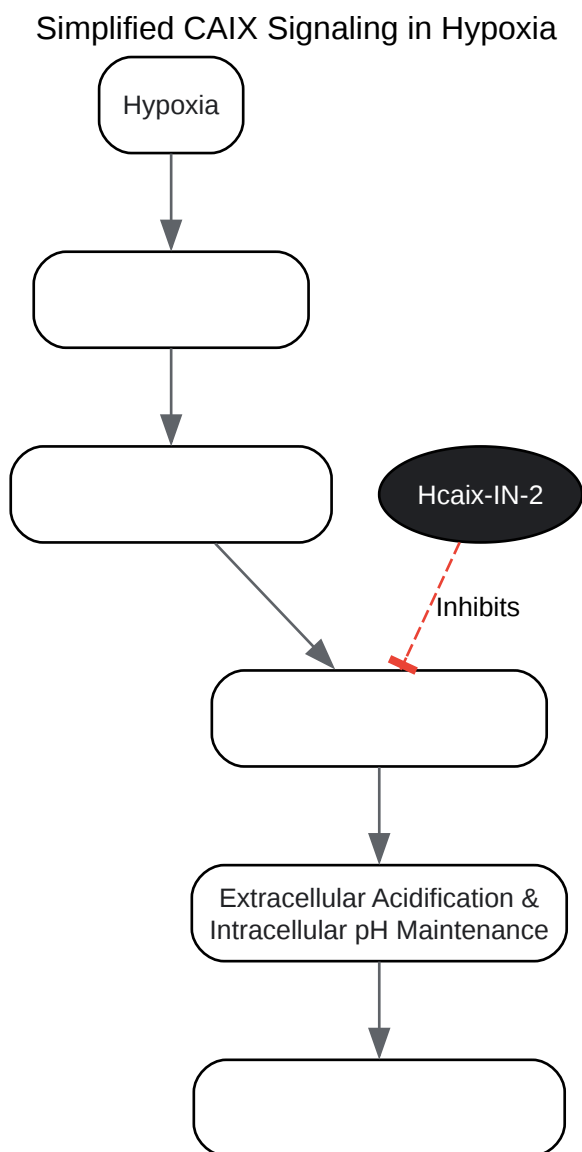 Simplified CAIX Signaling in Hypoxia
Hypoxia
Hcaix-IN-2
Inhibits
Extracellular Acidification &
Intracellular pH Maintenance